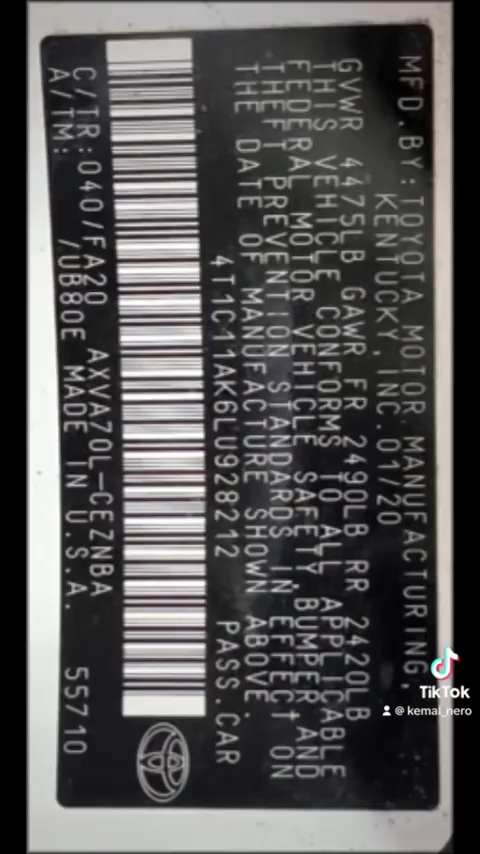 MFD.BY:TOYOTA MOTOR MANUFACTURING,
KENTUCKY,INC.01/20
GVWR 4475LB GAWR FR 2490LB RR 2420LB
THIS VEHICLE CONFORMS TO ALL APPLICABLE
FEDERAL MOTOR VEHICLE SAFETY,BUMPER AND
THEFT PREVENTION STANDARDS IN EFFECT ON
THE DATE OF MANUFACTURE SHOWN ABOVE.
4T1C11AK6LU928212 PASS.CAR
C/TR:040/FA20 AXVA70L-CEZNBA
A/TM: /UB80E MADE IN U.S.A. 55710
TikTok
@kemal_nero